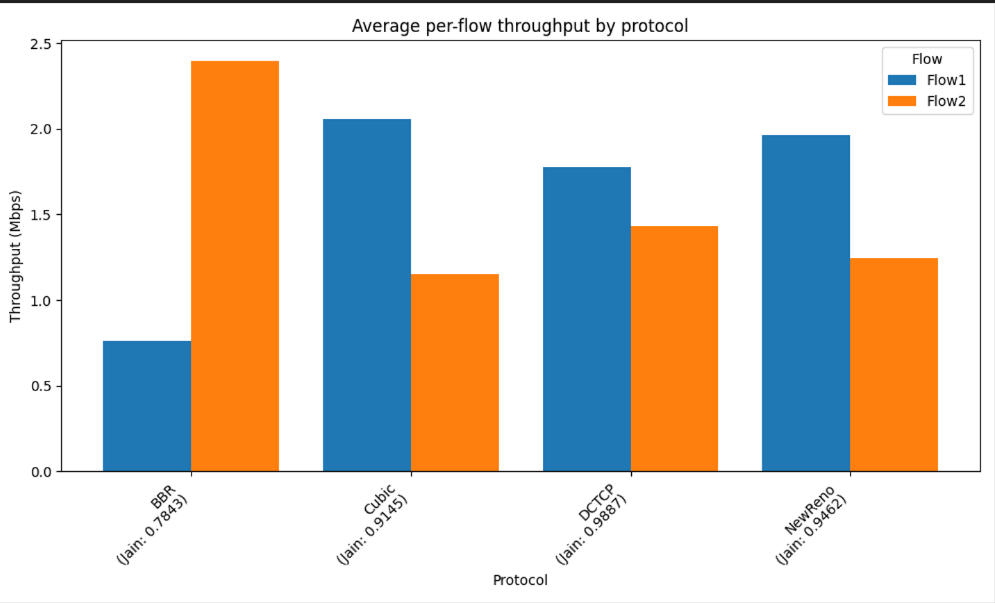 Average per-flow throughput by protocol
Throughput (Mbps)
2.5
2.0
1.5
1.0
0.5
0.0
Flow
Flow1
Flow2
BBR
(Jain: 0.7843)
Cubic
(Jain: 0.9145)
DCTCP
(Jain: 0.9887)
NewReno
(Jain: 0.9462)
Protocol